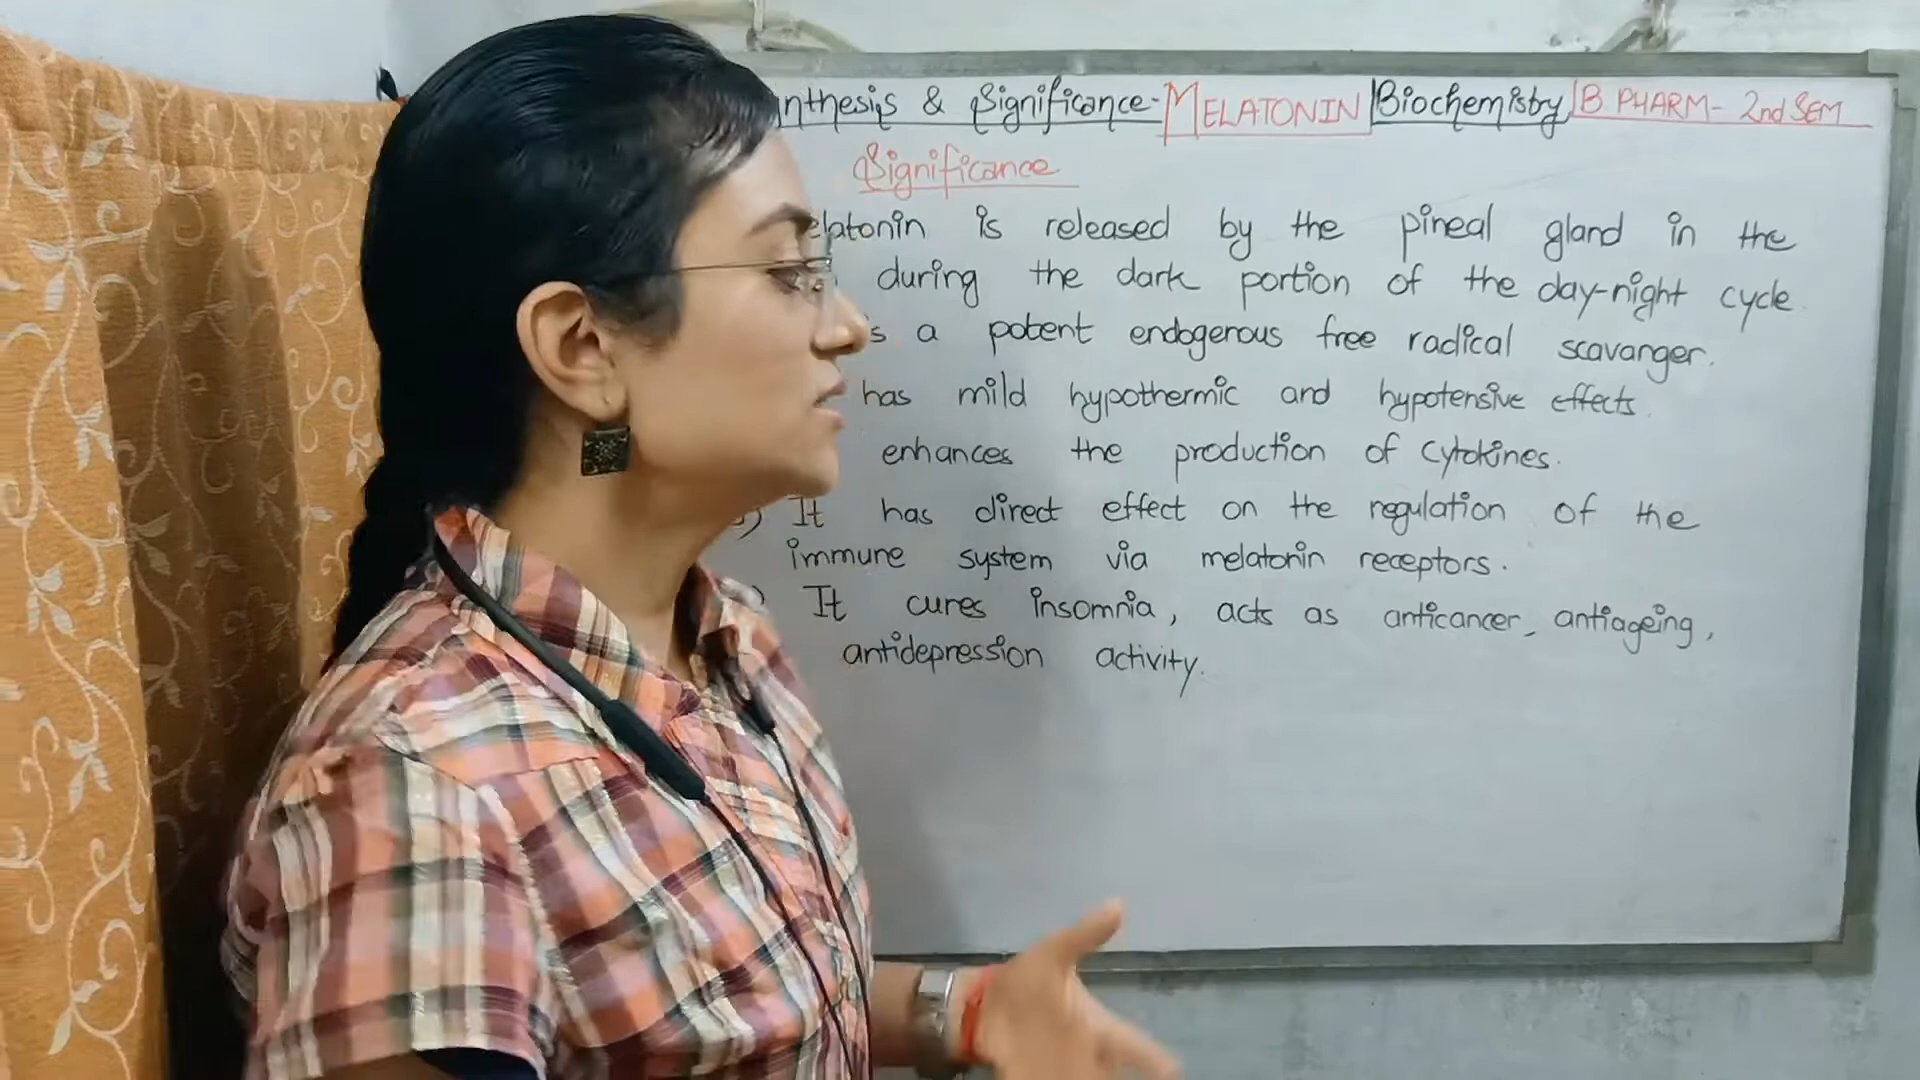 & Significance- MELATONIN | Biochemistry | B. PHARM- 2nd SEM
Significance
is released by the pineal gland in the
during the dark portion of the day-night cycle.
a potent endogenous free radical scavanger.
has mild hypothermic and hypotensive effects.
enhances the production of cytokines.
It has direct effect on the regulation of the
immune system via melatonin receptors.
It cures insomnia, acts as anticancer, antiageing,
antidepression activity.